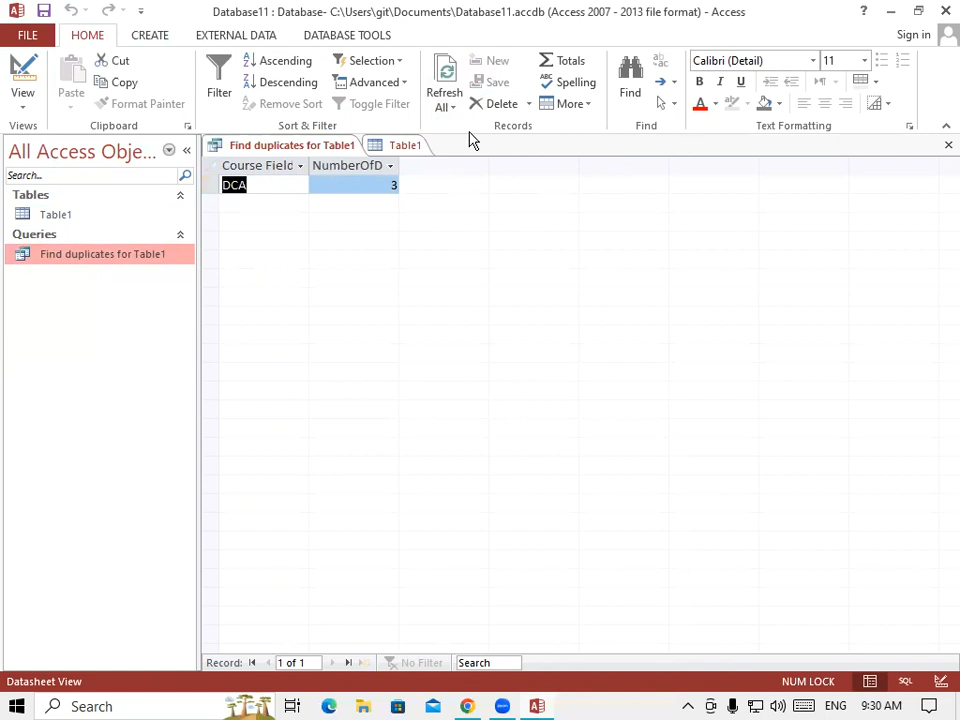 Database11 : Database- C:\Users\git\Documents\Database11.accdb (Access 2007 - 2013 file format) - Access
FILE HOME CREATE EXTERNAL DATA DATABASE TOOLS Sign in
View Paste Cut Copy Format Painter
Filter Ascending Descending Remove Sort Selection Advanced Toggle Filter
Refresh All New Save Delete Totals Spelling More
Find
Calibri (Detail) 11
Views Clipboard Sort & Filter Records Find Text Formatting
All Access Obje...
Search...
Tables
Table1
Queries
Find duplicates for Table1
Find duplicates for Table1 Table1
Course Field NumberOfD
DCA 3
Record: 1 of 1 No Filter Search
Datasheet View NUM LOCK SQL
Search ENG 9:30 AM